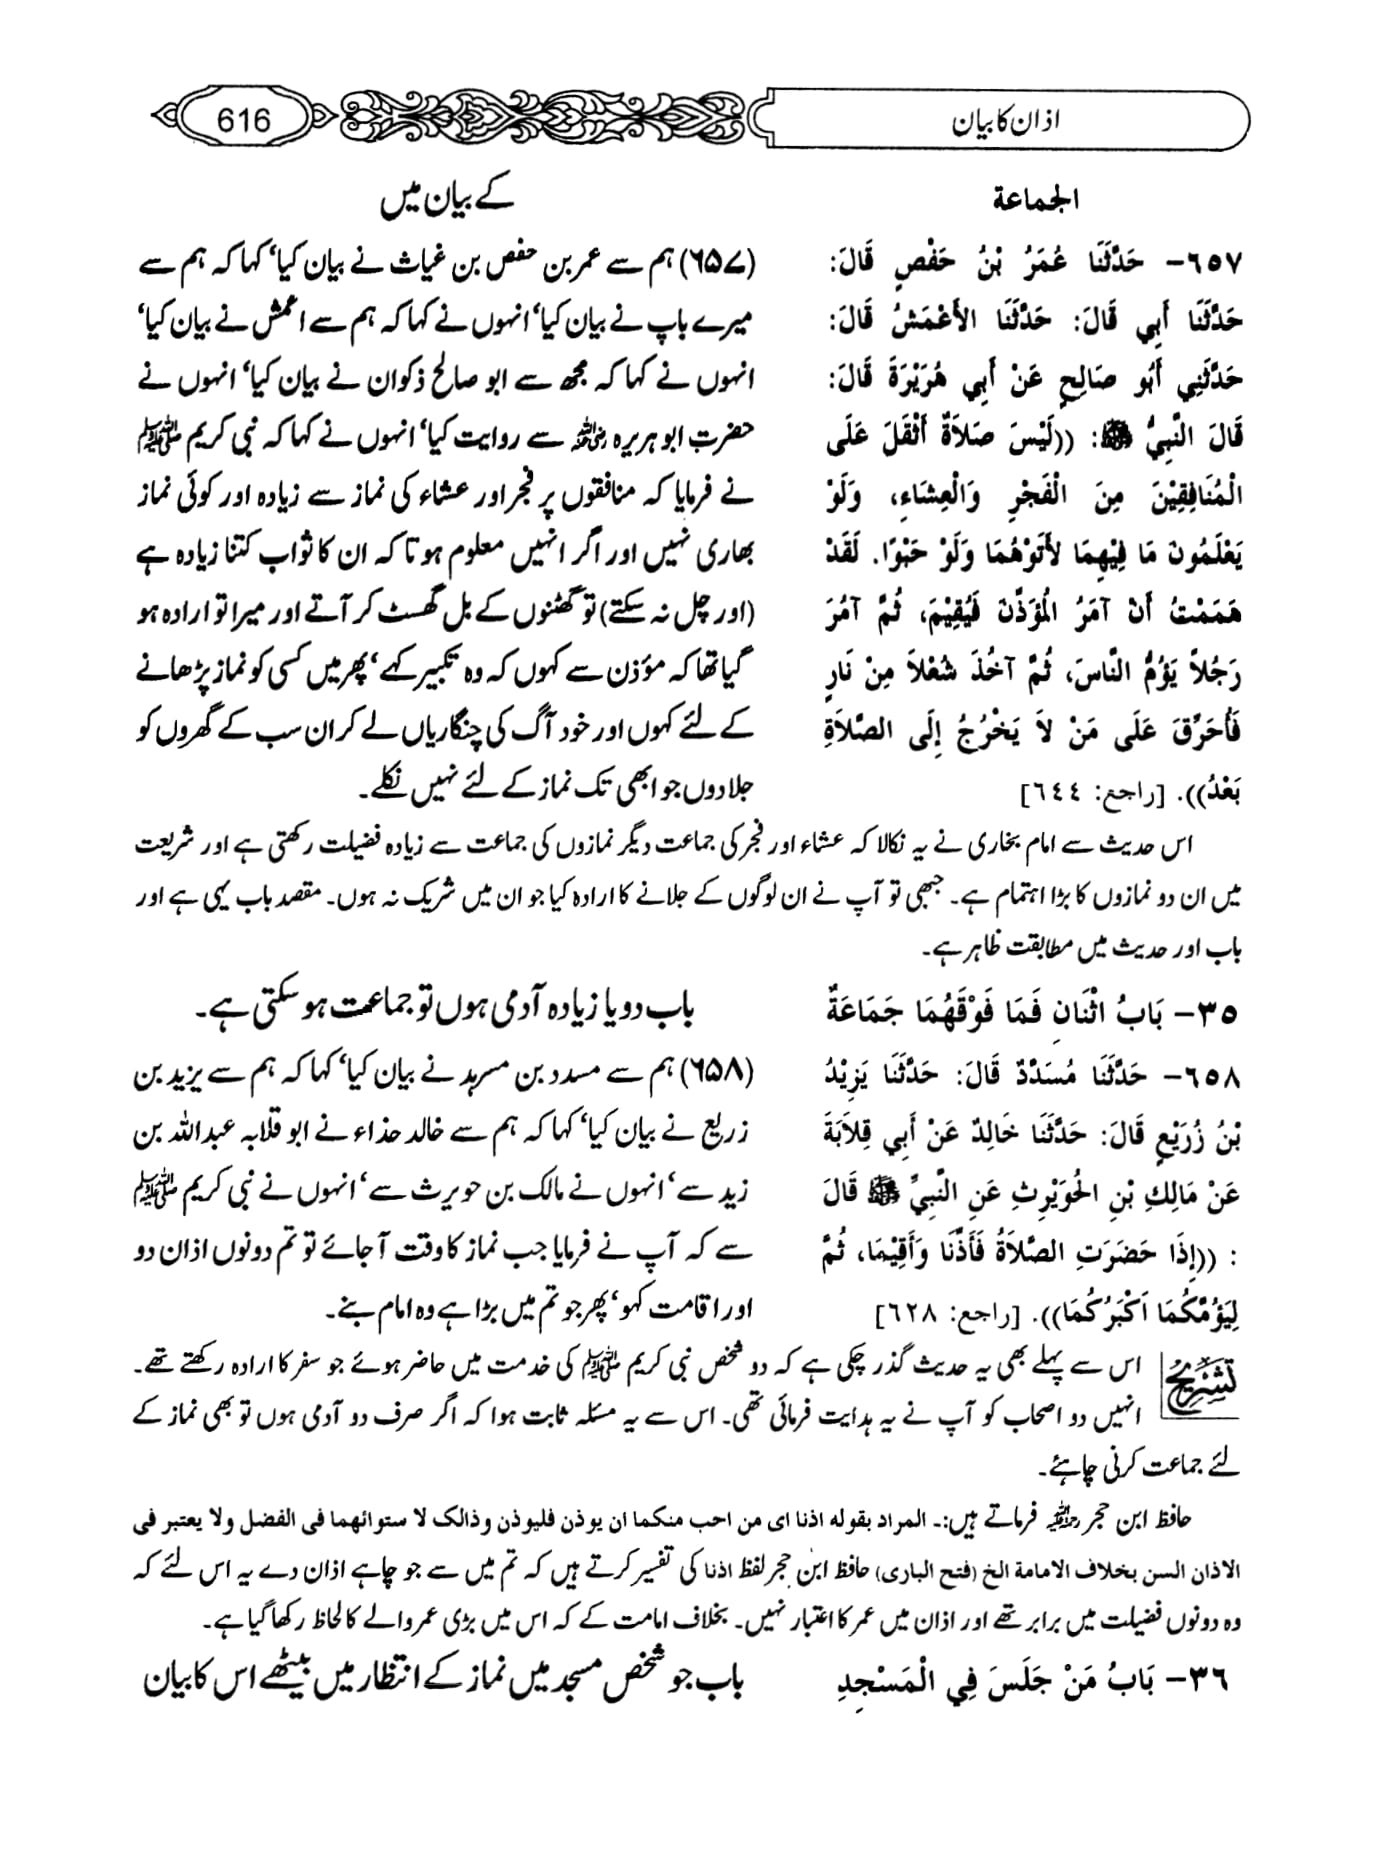 اذان کا بیان
616
الجماعة
٦٥٧- حَدَّثَنَا عُمَرُ بْنُ حَفْصٍ قَالَ:
حَدَّثَنَا أَبِي قَالَ: حَدَّثَنَا الأَعْمَشُ قَالَ:
حَدَّثَنِي أَبُو صَالِحٍ عَنْ أَبِي هُرَيْرَةَ قَالَ:
قَالَ النَّبِيُّ ﷺ: ((لَيْسَ صَلاَةٌ أَثْقَلَ عَلَى
الْمُنَافِقِيْنَ مِنَ الْفَجْرِ وَالْعِشَاءِ، وَلَوْ
يَعْلَمُونَ مَا فِيْهِمَا لأَتَوْهُمَا وَلَوْ حَبْوًا. لَقَدْ
هَمَمْتُ أَنْ آمَرُ الْمُؤَذِّنَ فَيُقِيْمَ، ثُمَّ آمُرَ
رَجُلاً يَؤُمُّ النَّاسَ، ثُمَّ آخُذَ شُعْلاً مِنْ نَارٍ
فَأُحَرِّقَ عَلَى مَنْ لاَ يَخْرُجُ إِلَى الصَّلاَةِ
بَعْدُ)). [راجع: ٦٤٤]
کے بیان میں
(۶۵۷) ہم سے عمر بن حفص بن غیاث نے بیان کیا‘ کہا کہ ہم سے
میرے باپ نے بیان کیا‘ انہوں نے کہا کہ ہم سے اعمش نے بیان کیا‘
انہوں نے کہا کہ مجھ سے ابو صالح ذکوان نے بیان کیا‘ انہوں نے
حضرت ابو ہریرہ رضی اللہ عنہ سے روایت کیا‘ انہوں نے کہا کہ نبی کریم ﷺ
نے فرمایا کہ منافقوں پر فجر اور عشاء کی نماز سے زیادہ اور کوئی نماز
بھاری نہیں اور اگر انہیں معلوم ہوتا کہ ان کا ثواب کتنا زیادہ ہے
(اور چل نہ سکتے) تو گھٹنوں کے بل گھسٹ کر آتے اور میرا تو ارادہ ہو
گیا تھا کہ مؤذن سے کہوں کہ وہ تکبیر کہے‘ پھر میں کسی کو نماز پڑھانے
کے لئے کہوں اور خود آگ کی چنگاریاں لے کر ان سب کے گھروں کو
جلا دوں جو ابھی تک نماز کے لئے نہیں نکلے۔
اس حدیث سے امام بخاری نے یہ نکالا کہ عشاء اور فجر کی جماعت دیگر نمازوں کی جماعت سے زیادہ فضیلت رکھتی ہے اور شریعت
میں ان دو نمازوں کا بڑا اہتمام ہے۔ جبھی تو آپ نے ان لوگوں کے جلانے کا ارادہ کیا جو ان میں شریک نہ ہوں۔ مقصد باب یہی ہے اور
باب اور حدیث میں مطابقت ظاہر ہے۔
٣٥- بَابُ اثْنَانِ فَمَا فَوْقَهُمَا جَمَاعَةٌ
باب دو یا زیادہ آدمی ہوں تو جماعت ہو سکتی ہے۔
٦٥٨- حَدَّثَنَا مُسَدَّدٌ قَالَ: حَدَّثَنَا يَزِيْدُ
بْنُ زُرَيْعٍ قَالَ: حَدَّثَنَا خَالِدٌ عَنْ أَبِي قِلاَبَةَ
عَنْ مَالِكِ بْنِ الْحُوَيْرِثِ عَنِ النَّبِيِّ ﷺ قَالَ
: ((إِذَا حَضَرَتِ الصَّلاَةُ فَأَذِّنَا وَأَقِيْمَا، ثُمَّ
لِيَؤُمَّكُمَا أَكْبَرُكُمَا)). [راجع: ٦٢٨]
(۶۵۸) ہم سے مسدد بن مسرہد نے بیان کیا‘ کہا کہ ہم سے یزید بن
زریع نے بیان کیا‘ کہا کہ ہم سے خالد حذاء نے ابو قلابہ عبداللہ بن
زید سے‘ انہوں نے مالک بن حویرث سے‘ انہوں نے نبی کریم ﷺ
سے کہ آپ نے فرمایا جب نماز کا وقت آ جائے تو تم دونوں اذان دو
اور اقامت کہو‘ پھر جو تم میں بڑا ہے وہ امام بنے۔
تشریح اس سے پہلے بھی یہ حدیث گذر چکی ہے کہ دو شخص نبی کریم ﷺ کی خدمت میں حاضر ہوئے جو سفر کا ارادہ رکھتے تھے۔
انہیں دو اصحاب کو آپ نے یہ ہدایت فرمائی تھی۔ اس سے یہ مسئلہ ثابت ہوا کہ اگر صرف دو آدمی ہوں تو بھی نماز کے
لئے جماعت کرنی چاہئے۔
حافظ ابن حجر رحمہ اللہ فرماتے ہیں:۔ المراد بقوله اذنا ای من احب منکما ان یوذن فلیوذن وذالک لا ستوائهما فی الفضل ولا یعتبر فی
الاذان السن بخلاف الامامة الخ (فتح الباری) حافظ ابن حجر لفظ اذنا کی تفسیر کرتے ہیں کہ تم میں سے جو چاہے اذان دے یہ اس لئے کہ
وہ دونوں فضیلت میں برابر تھے اور اذان میں عمر کا اعتبار نہیں۔ بخلاف امامت کے کہ اس میں بڑی عمر والے کا لحاظ رکھا گیا ہے۔
٣٦- بَابُ مَنْ جَلَسَ فِي الْمَسْجِدِ
باب جو شخص مسجد میں نماز کے انتظار میں بیٹھے اس کا بیان